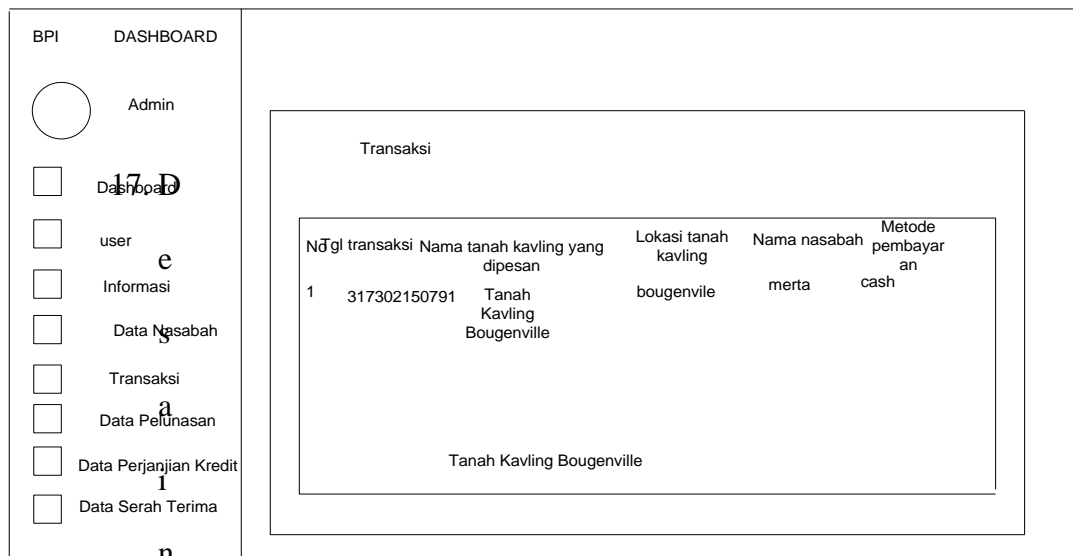 BPI DASHBOARD
Admin
17. D
e
s
a
i
n
Dashboard
user
Informasi
Data Nasabah
Transaksi
Data Pelunasan
Data Perjanjian Kredit
Data Serah Terima
Transaksi
No
Tgl transaksi
Nama tanah kavling yang
dipesan
Lokasi tanah
kavling
Nama nasabah
Metode
pembayar
an
1
317302150791
Tanah
Kavling
Bougenville
bougenvile
merta
cash
Tanah Kavling Bougenville